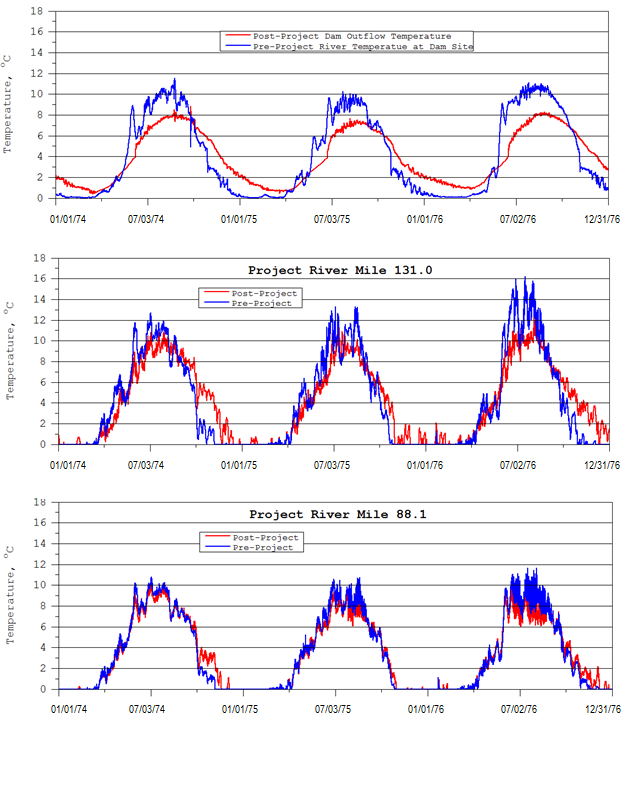 18
16
14
12
10
8
6
4
2
0
Temperature, °C
Post-Project Dam Outflow Temperature
Pre-Project River Temperatue at Dam Site
01/01/74 07/03/74 01/01/75 07/03/75 01/01/76 07/02/76 12/31/76
Project River Mile 131.0
18
16
14
12
10
8
6
4
2
0
Temperature, °C
Post-Project
Pre-Project
01/01/74 07/03/74 01/01/75 07/03/75 01/01/76 07/02/76 12/31/76
Project River Mile 88.1
18
16
14
12
10
8
6
4
2
0
Temperature, °C
Post-Project
Pre-Project
01/01/74 07/03/74 01/01/75 07/03/75 01/01/76 07/02/76 12/31/76